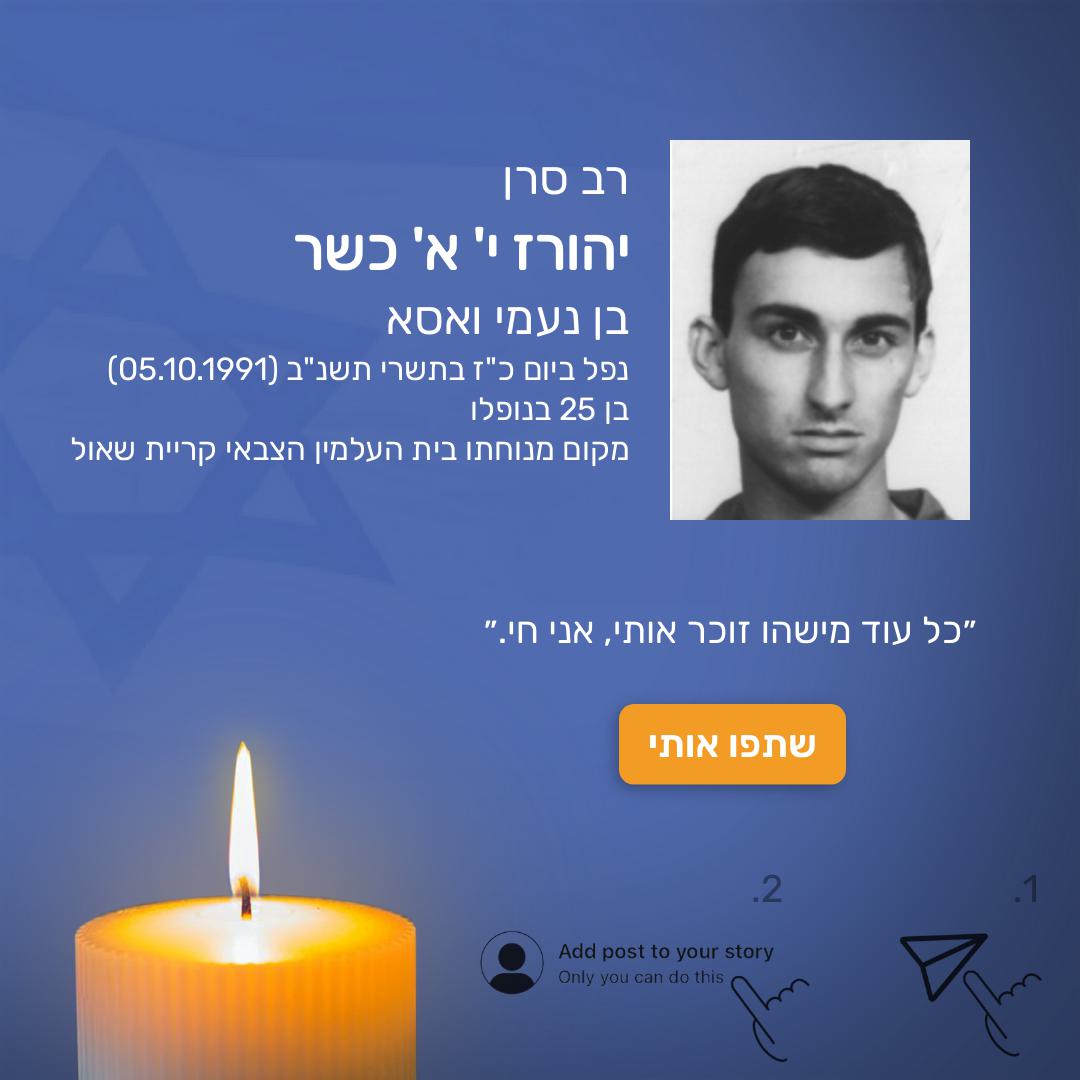 רב סרן
יהורז י' א' כשר
בן נעמי ואסא
נפל ביום כ"ז בתשרי תשנ"ב (05.10.1991)
בן 25 בנופלו
מקום מנוחתו בית העלמין הצבאי קריית שאול
״כל עוד מישהו זוכר אותי, אני חי.״
שתפו אותי
.1
.2
Add post to your story
Only you can do this